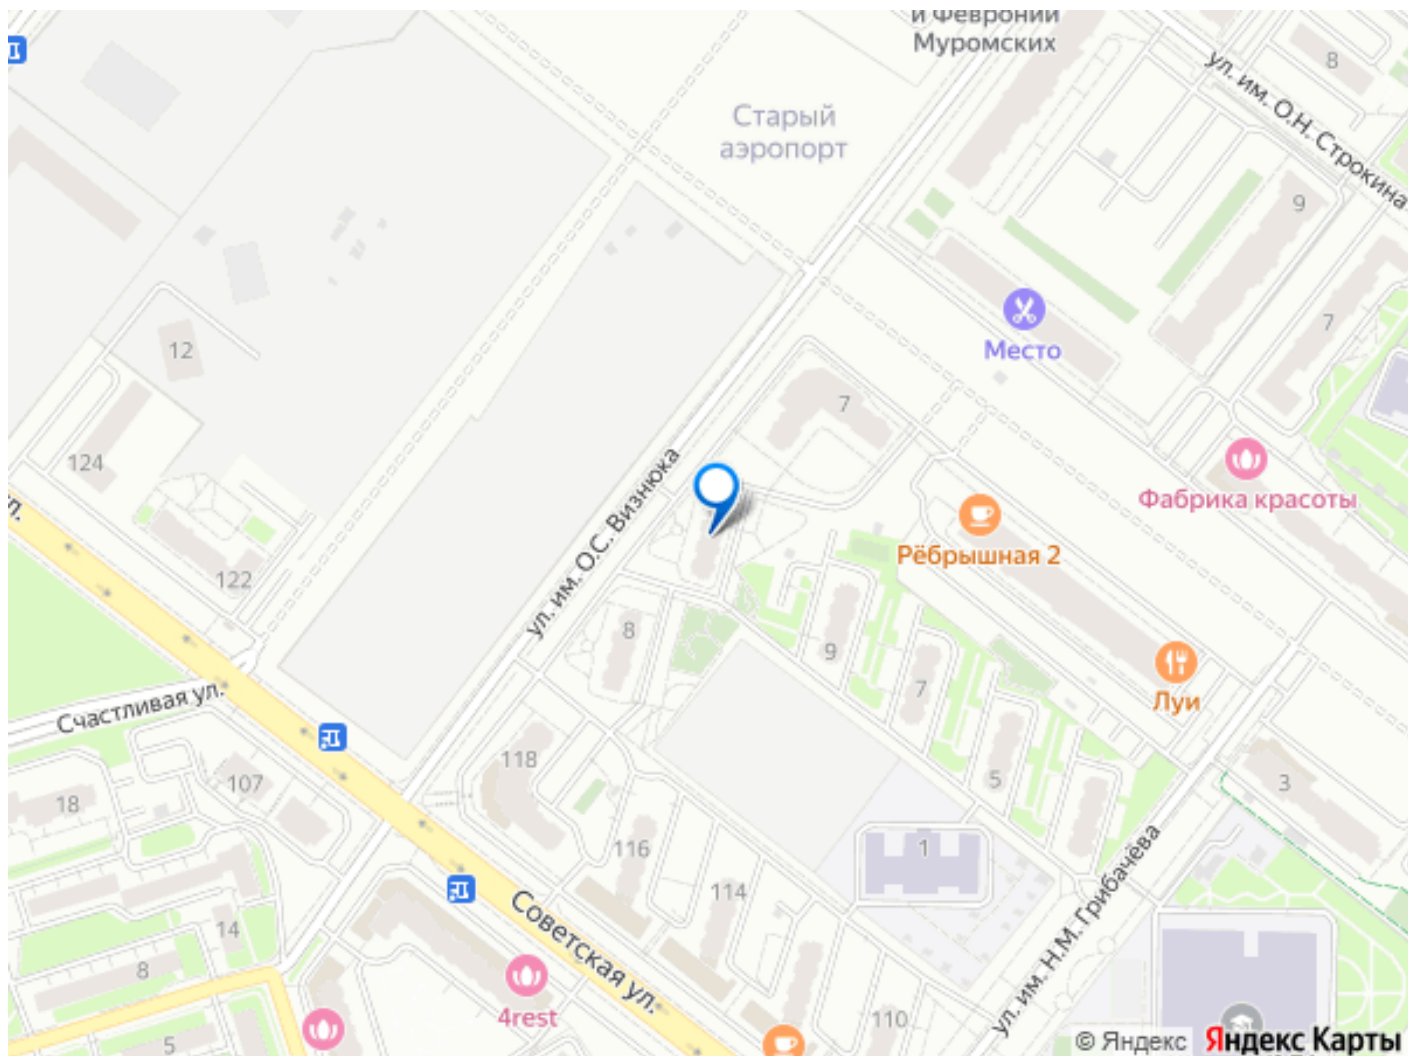 и Февронии
Муромских
ул. им. О.Н. Строкина
8
Старый
аэропорт
9
7
Место
12
7
124
Фабрика красоты
ул. им. О.С. Визнюка
Рёбрышная 2
ул.
122
8
9
7
Луи
Счастливая ул.
118
5
107
3
18
116
1
114
ул. им. Н.М. Грибачёва
Советская ул.
14
8
4rest
110
5
© Яндекс Яндекс Карты